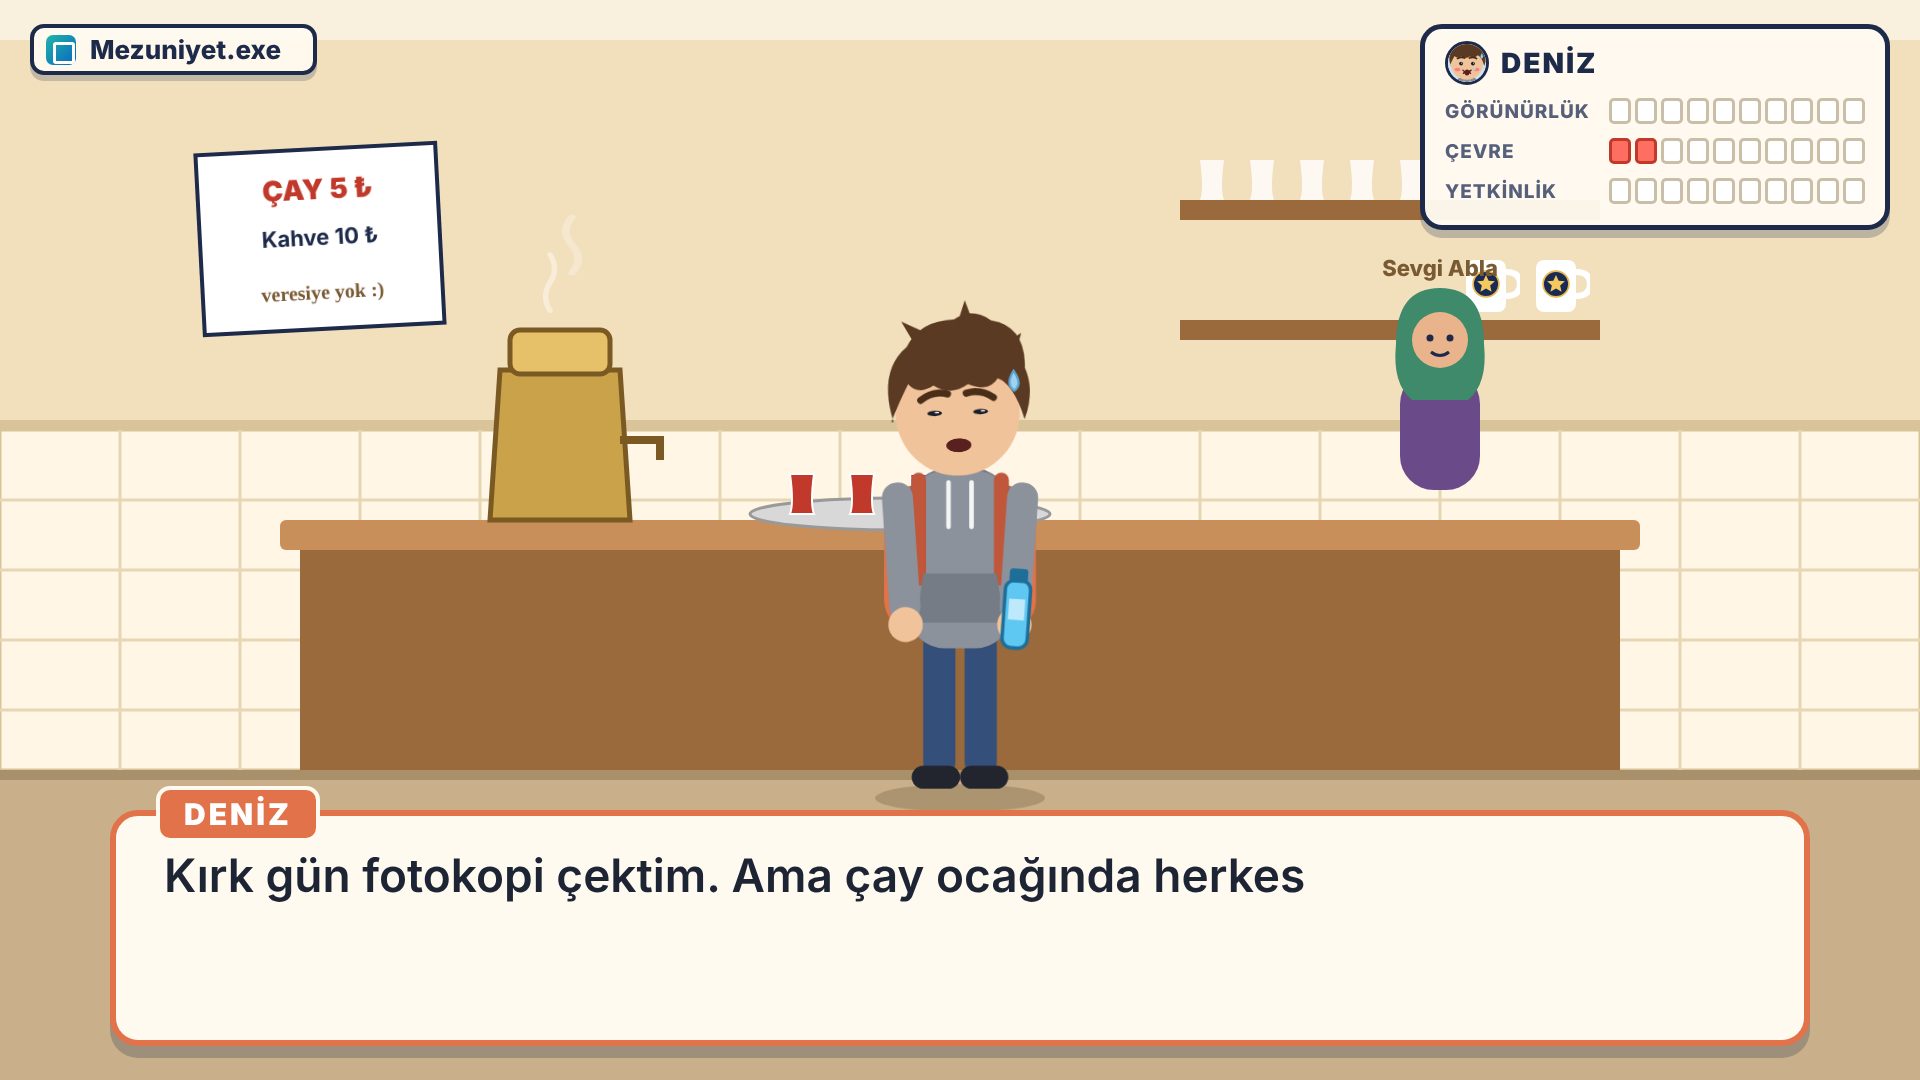 Mezuniyet.exe
DENİZ
GÖRÜNÜRLÜK
ÇEVRE
YETKİNLİK
ÇAY 5 ₺
Kahve 10 ₺
veresiye yok :)
Sevgi Abla
DENİZ
Kırk gün fotokopi çektim. Ama çay ocağında herkes